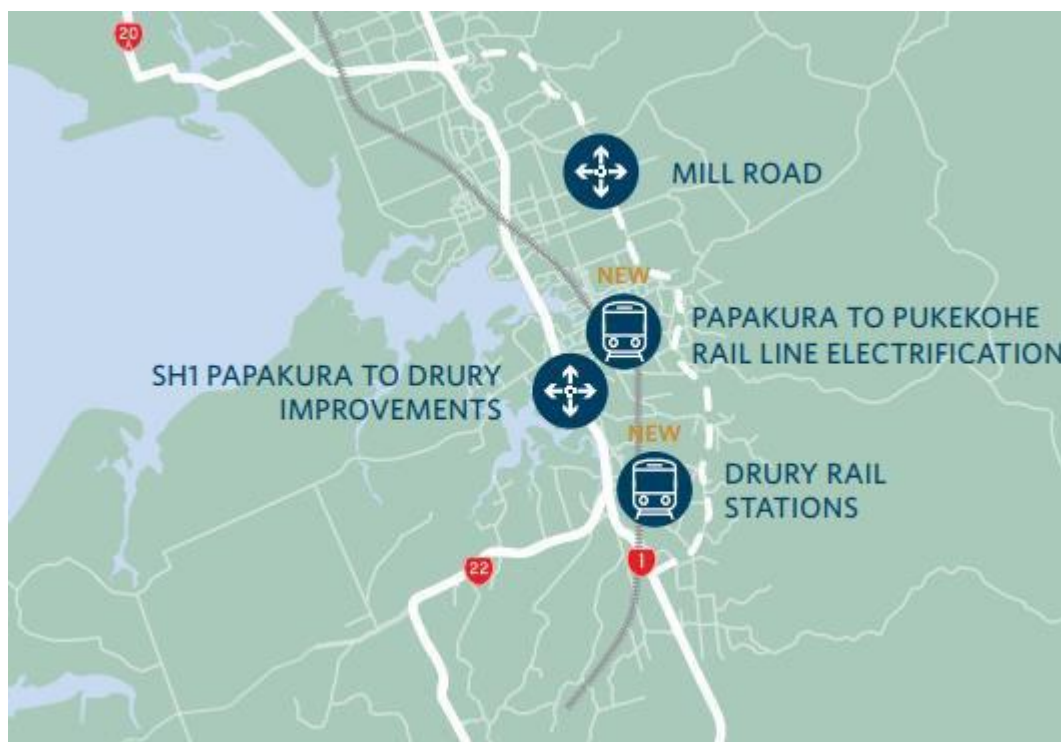 20
A
MILL ROAD
NEW
PAPAKURA TO PUKEKOHE
RAIL LINE ELECTRIFICATION
SH1 PAPAKURA TO DRURY
IMPROVEMENTS
NEW
DRURY RAIL
STATIONS
1
22